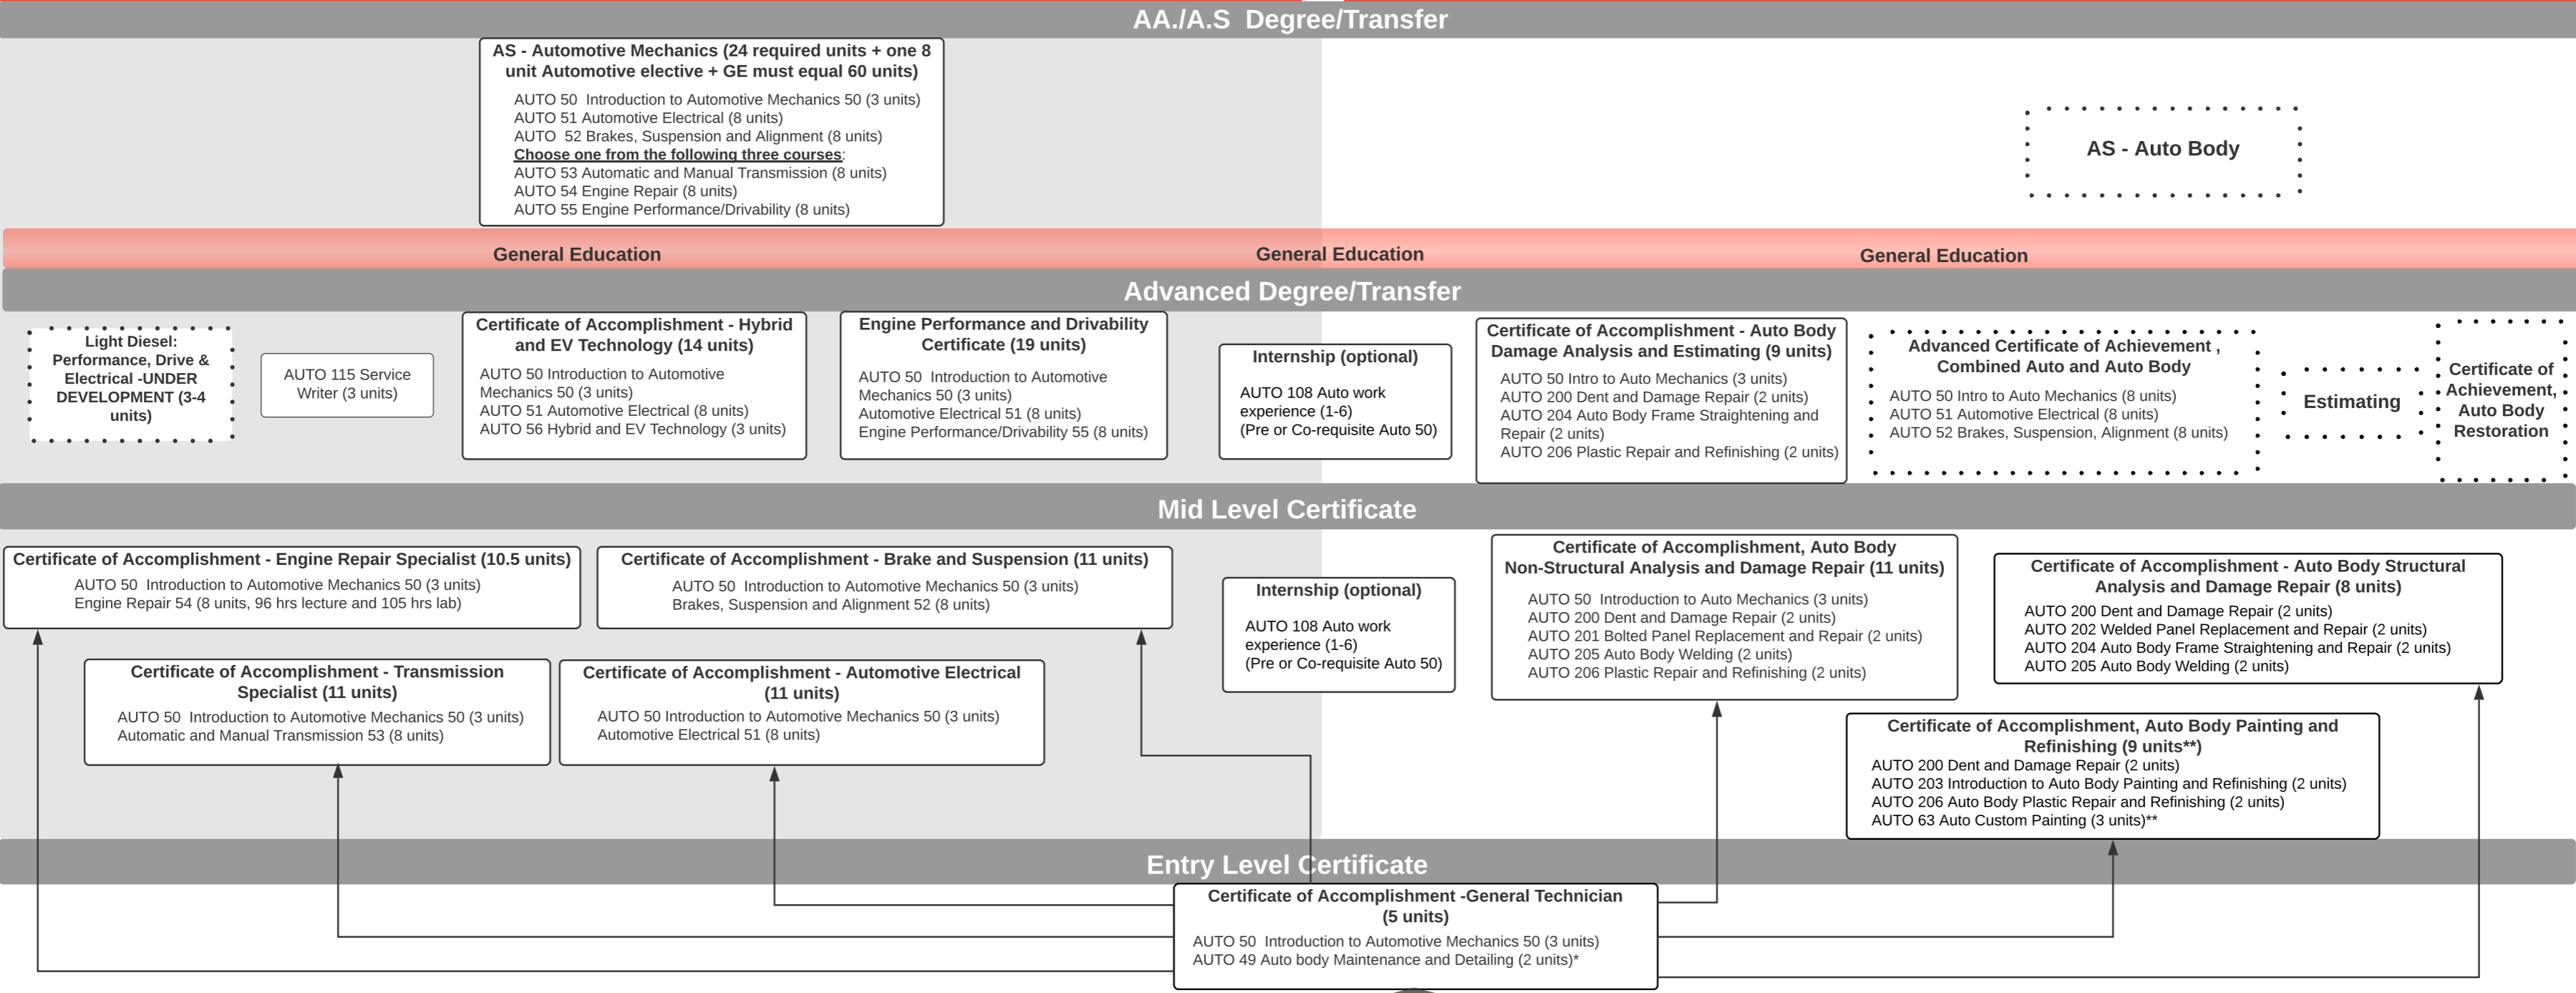 AA./A.S  Degree/Transfer
AS - Automotive Mechanics (24 required units + one 8
unit Automotive elective + GE must equal 60 units)
AUTO 50  Introduction to Automotive Mechanics 50 (3 units)
AUTO 51 Automotive Electrical (8 units)
AUTO  52 Brakes, Suspension and Alignment (8 units)
Choose one from the following three courses:
AUTO 53 Automatic and Manual Transmission (8 units)
AUTO 54 Engine Repair (8 units)
AUTO 55 Engine Performance/Drivability (8 units)
AS - Auto Body
General Education
General Education
General Education
Advanced Degree/Transfer
Light Diesel:
Performance, Drive &
Electrical -UNDER
DEVELOPMENT (3-4
units)
AUTO 115 Service
Writer (3 units)
Certificate of Accomplishment - Hybrid
and EV Technology (14 units)
AUTO 50 Introduction to Automotive
Mechanics 50 (3 units)
AUTO 51 Automotive Electrical (8 units)
AUTO 56 Hybrid and EV Technology (3 units)
Engine Performance and Drivability
Certificate (19 units)
AUTO 50  Introduction to Automotive
Mechanics 50 (3 units)
Automotive Electrical 51 (8 units)
Engine Performance/Drivability 55 (8 units)
Internship (optional)
AUTO 108 Auto work
experience (1-6)
(Pre or Co-requisite Auto 50)
Certificate of Accomplishment - Auto Body
Damage Analysis and Estimating (9 units)
AUTO 50 Intro to Auto Mechanics (3 units)
AUTO 200 Dent and Damage Repair (2 units)
AUTO 204 Auto Body Frame Straightening and
Repair (2 units)
AUTO 206 Plastic Repair and Refinishing (2 units)
Advanced Certificate of Achievement ,
Combined Auto and Auto Body
AUTO 50 Intro to Auto Mechanics (8 units)
AUTO 51 Automotive Electrical (8 units)
AUTO 52 Brakes, Suspension, Alignment (8 units)
Estimating
Certificate of
Achievement,
Auto Body
Restoration
Mid Level Certificate
Certificate of Accomplishment - Engine Repair Specialist (10.5 units)
AUTO 50  Introduction to Automotive Mechanics 50 (3 units)
Engine Repair 54 (8 units, 96 hrs lecture and 105 hrs lab)
Certificate of Accomplishment - Brake and Suspension (11 units)
AUTO 50  Introduction to Automotive Mechanics 50 (3 units)
Brakes, Suspension and Alignment 52 (8 units)
Internship (optional)
AUTO 108 Auto work
experience (1-6)
(Pre or Co-requisite Auto 50)
Certificate of Accomplishment, Auto Body
Non-Structural Analysis and Damage Repair (11 units)
AUTO 50  Introduction to Auto Mechanics (3 units)
AUTO 200 Dent and Damage Repair (2 units)
AUTO 201 Bolted Panel Replacement and Repair (2 units)
AUTO 205 Auto Body Welding (2 units)
AUTO 206 Plastic Repair and Refinishing (2 units)
Certificate of Accomplishment - Auto Body Structural
Analysis and Damage Repair (8 units)
AUTO 200 Dent and Damage Repair (2 units)
AUTO 202 Welded Panel Replacement and Repair (2 units)
AUTO 204 Auto Body Frame Straightening and Repair (2 units)
AUTO 205 Auto Body Welding (2 units)
Certificate of Accomplishment - Transmission
Specialist (11 units)
AUTO 50  Introduction to Automotive Mechanics 50 (3 units)
Automatic and Manual Transmission 53 (8 units)
Certificate of Accomplishment - Automotive Electrical
(11 units)
AUTO 50 Introduction to Automotive Mechanics 50 (3 units)
Automotive Electrical 51 (8 units)
Certificate of Accomplishment, Auto Body Painting and
Refinishing (9 units**)
AUTO 200 Dent and Damage Repair (2 units)
AUTO 203 Introduction to Auto Body Painting and Refinishing (2 units)
AUTO 206 Auto Body Plastic Repair and Refinishing (2 units)
AUTO 63 Auto Custom Painting (3 units)**
Entry Level Certificate
Certificate of Accomplishment -General Technician
(5 units)
AUTO 50  Introduction to Automotive Mechanics 50 (3 units)
AUTO 49 Auto body Maintenance and Detailing (2 units)*